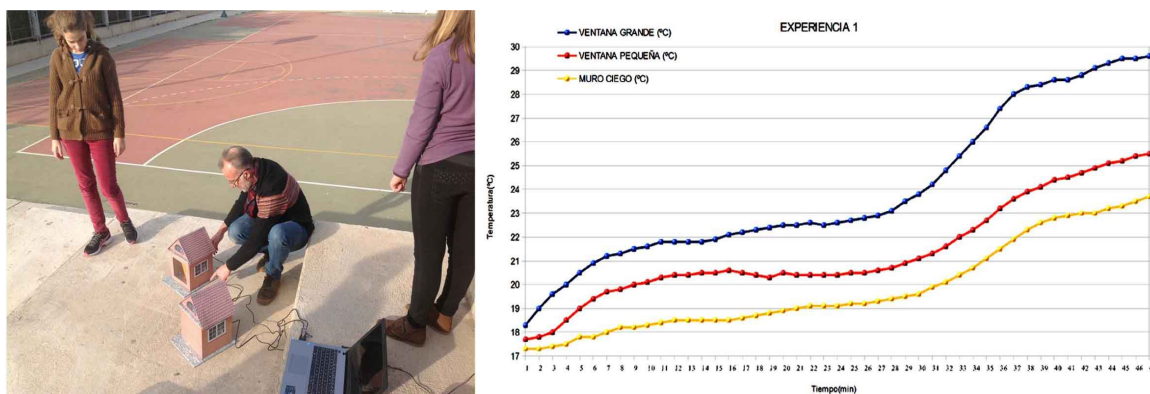 EXPERIENCIA 1
VENTANA GRANDE (ºC)
VENTANA PEQUEÑA (ºC)
MURO CIEGO (ºC)
Temperatura(ºC)
30
29
28
27
26
25
24
23
22
21
20
19
18
17
1 2 3 4 5 6 7 8 9 10 11 12 13 14 15 16 17 18 19 20 21 22 23 24 25 26 27 28 29 30 31 32 33 34 35 36 37 38 39 40 41 42 43 44 45 46
Tiempo(min)